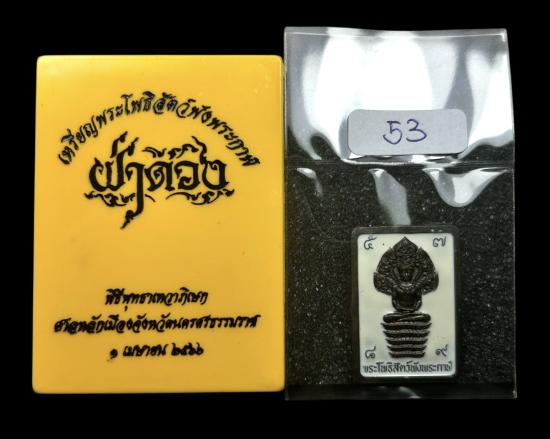 เหรียญพระโพธิสัตว์พังพระกาฬ
ฝ่าดวง
พิธีพุทธาเทวาภิเษก
ศาลหลักเมืองจังหวัดนครศรีธรรมราช
๑ เมษายน ๒๕๖๖
53
๕ ๗
๘ ๙
พระโพธิสัตว์พังพระกาฬ